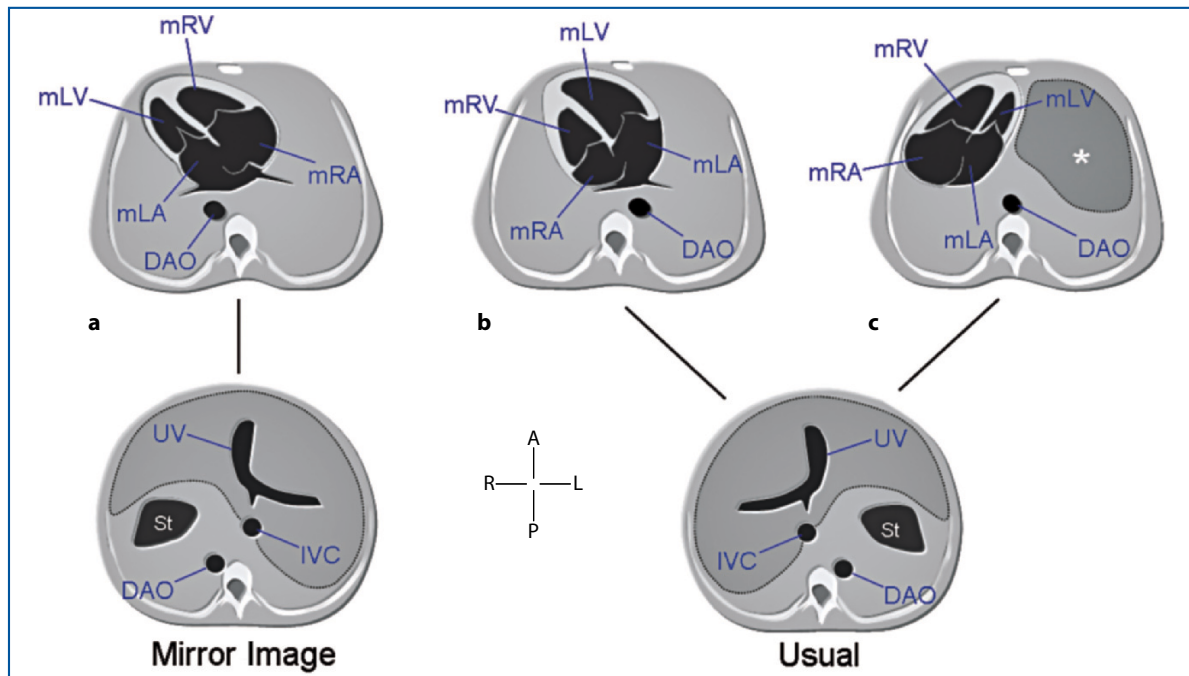 mRV
mLV
mRA
mLA
DAO
a
mLV
mRV
mLA
mRA
DAO
b
mRV
mLV
*
mRA
mLA
DAO
c
UV
St
IVC
DAO
Mirror Image
A
R L
P
UV
St
IVC
DAO
Usual